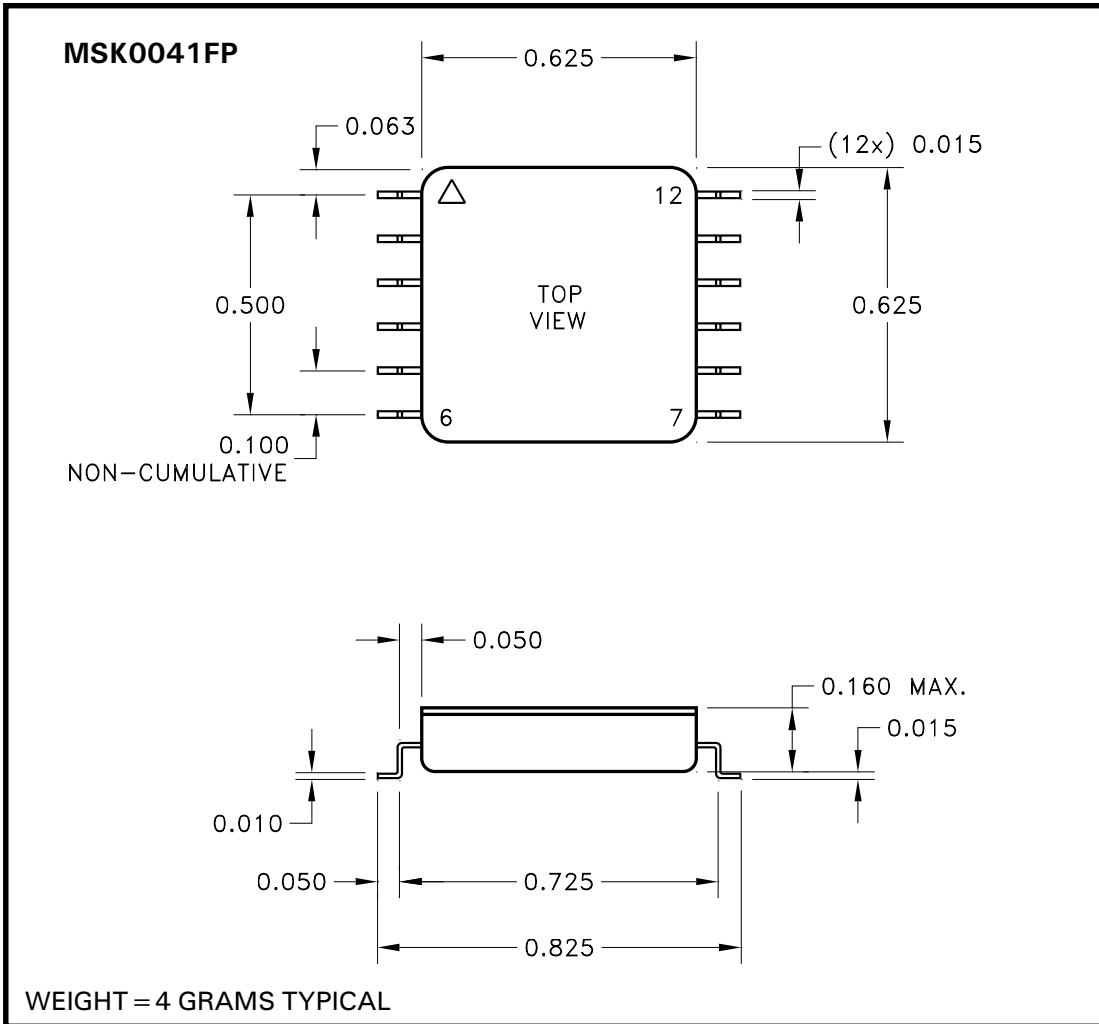 MSK0041FP
0.625
0.063
(12x) 0.015
12
0.500
TOP
VIEW
0.625
6
7
0.100
NON-CUMULATIVE
0.050
0.160 MAX.
0.015
0.010
0.050
0.725
0.825
WEIGHT = 4 GRAMS TYPICAL